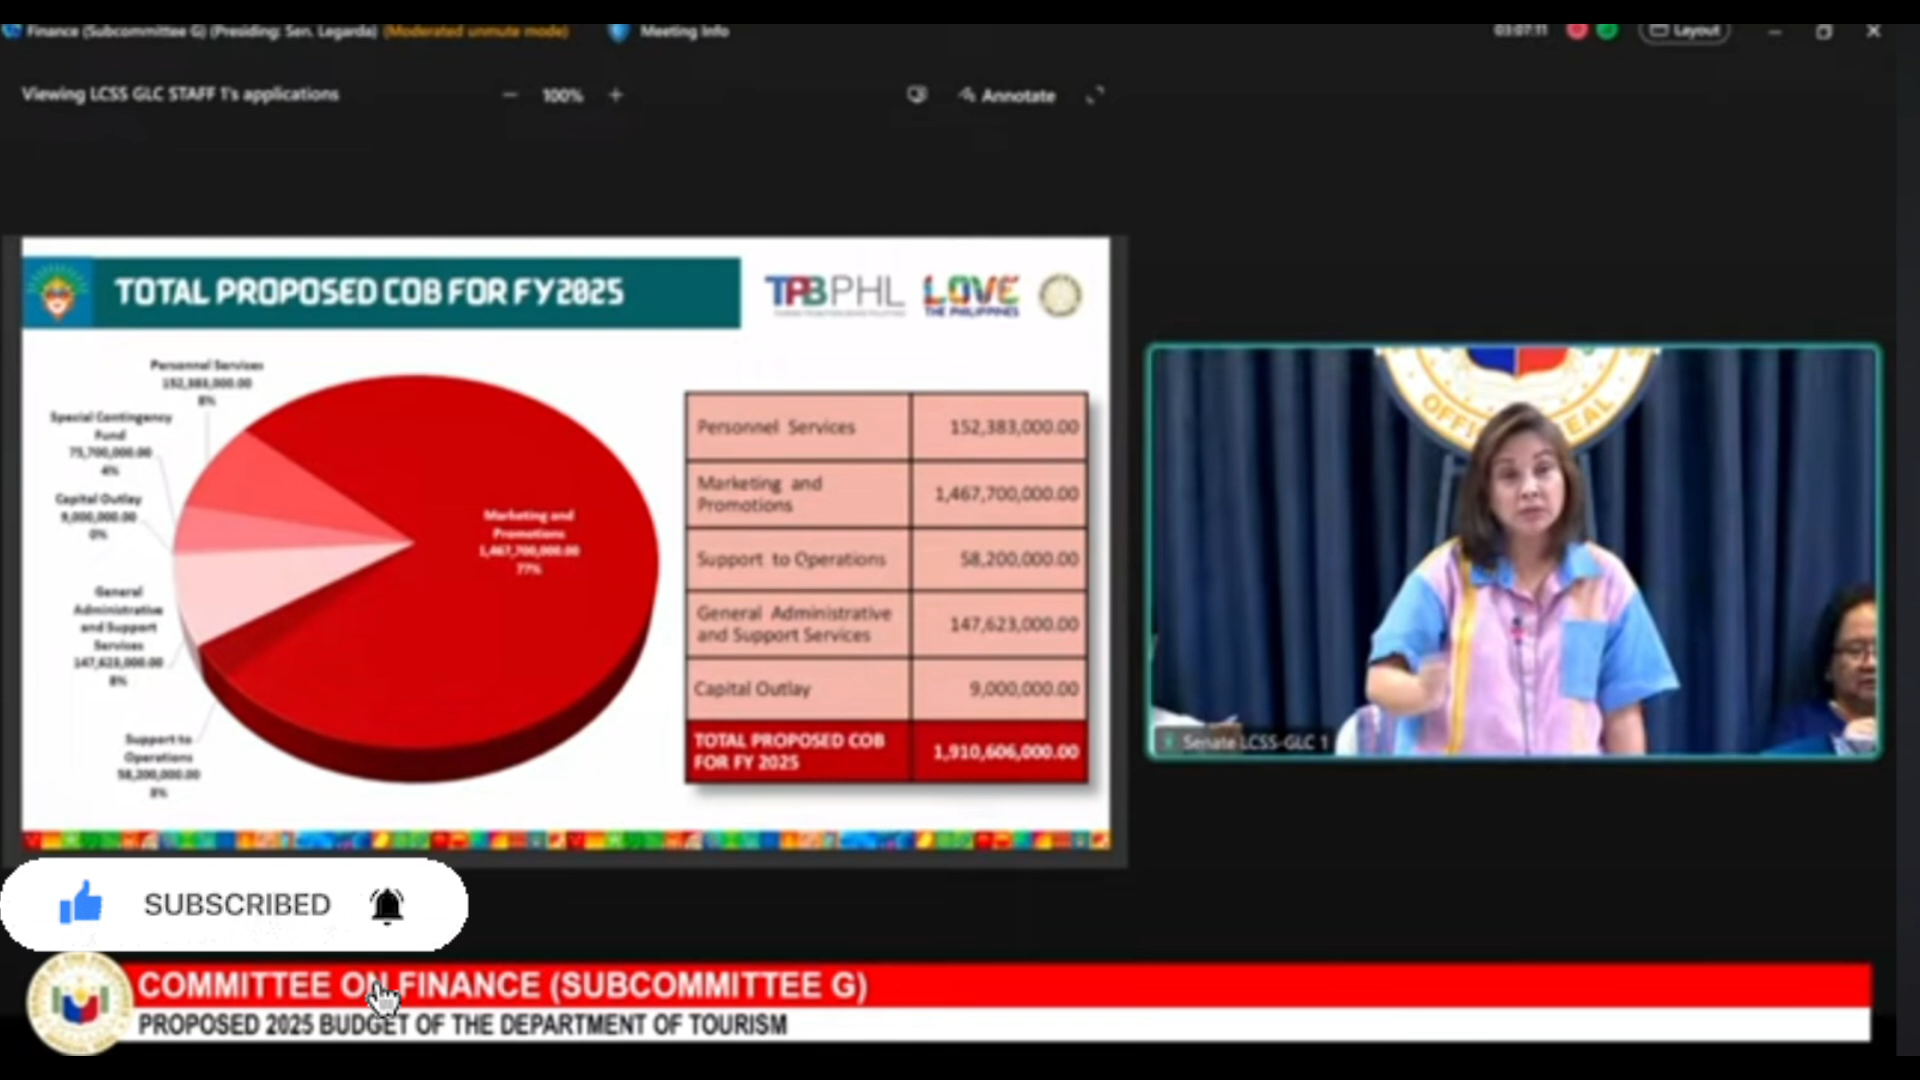 Finance (Subcommittee G) (Presiding: Sen. Legarda) (Moderated unmute mode)
Meeting Info
03:07:11
Layout
Viewing LCSS GLC STAFF 1's applications
100%
Annotate
TOTAL PROPOSED COB FOR FY2025
TPBPHL
LOVE
THE PHILIPPINES
Personnel Services
152,383,000.00
8%
Special Contingency
Fund
75,700,000.00
4%
Capital Outlay
9,000,000.00
0%
General
Administrative
and Support
Services
147,623,000.00
8%
Support to
Operations
58,200,000.00
Marketing and
Promotions
1,467,700,000.00
77%
Personnel Services 152,383,000.00
Marketing and
Promotions
1,467,700,000.00
Support to Operations 58,200,000.00
General Administrative
and Support Services
147,623,000.00
Capital Outlay 9,000,000.00
TOTAL PROPOSED COB
FOR FY 2025
1,910,606,000.00
SEAL
Senate LCSS-GLC 1
SUBSCRIBED
COMMITTEE ON FINANCE (SUBCOMMITTEE G)
PROPOSED 2025 BUDGET OF THE DEPARTMENT OF TOURISM